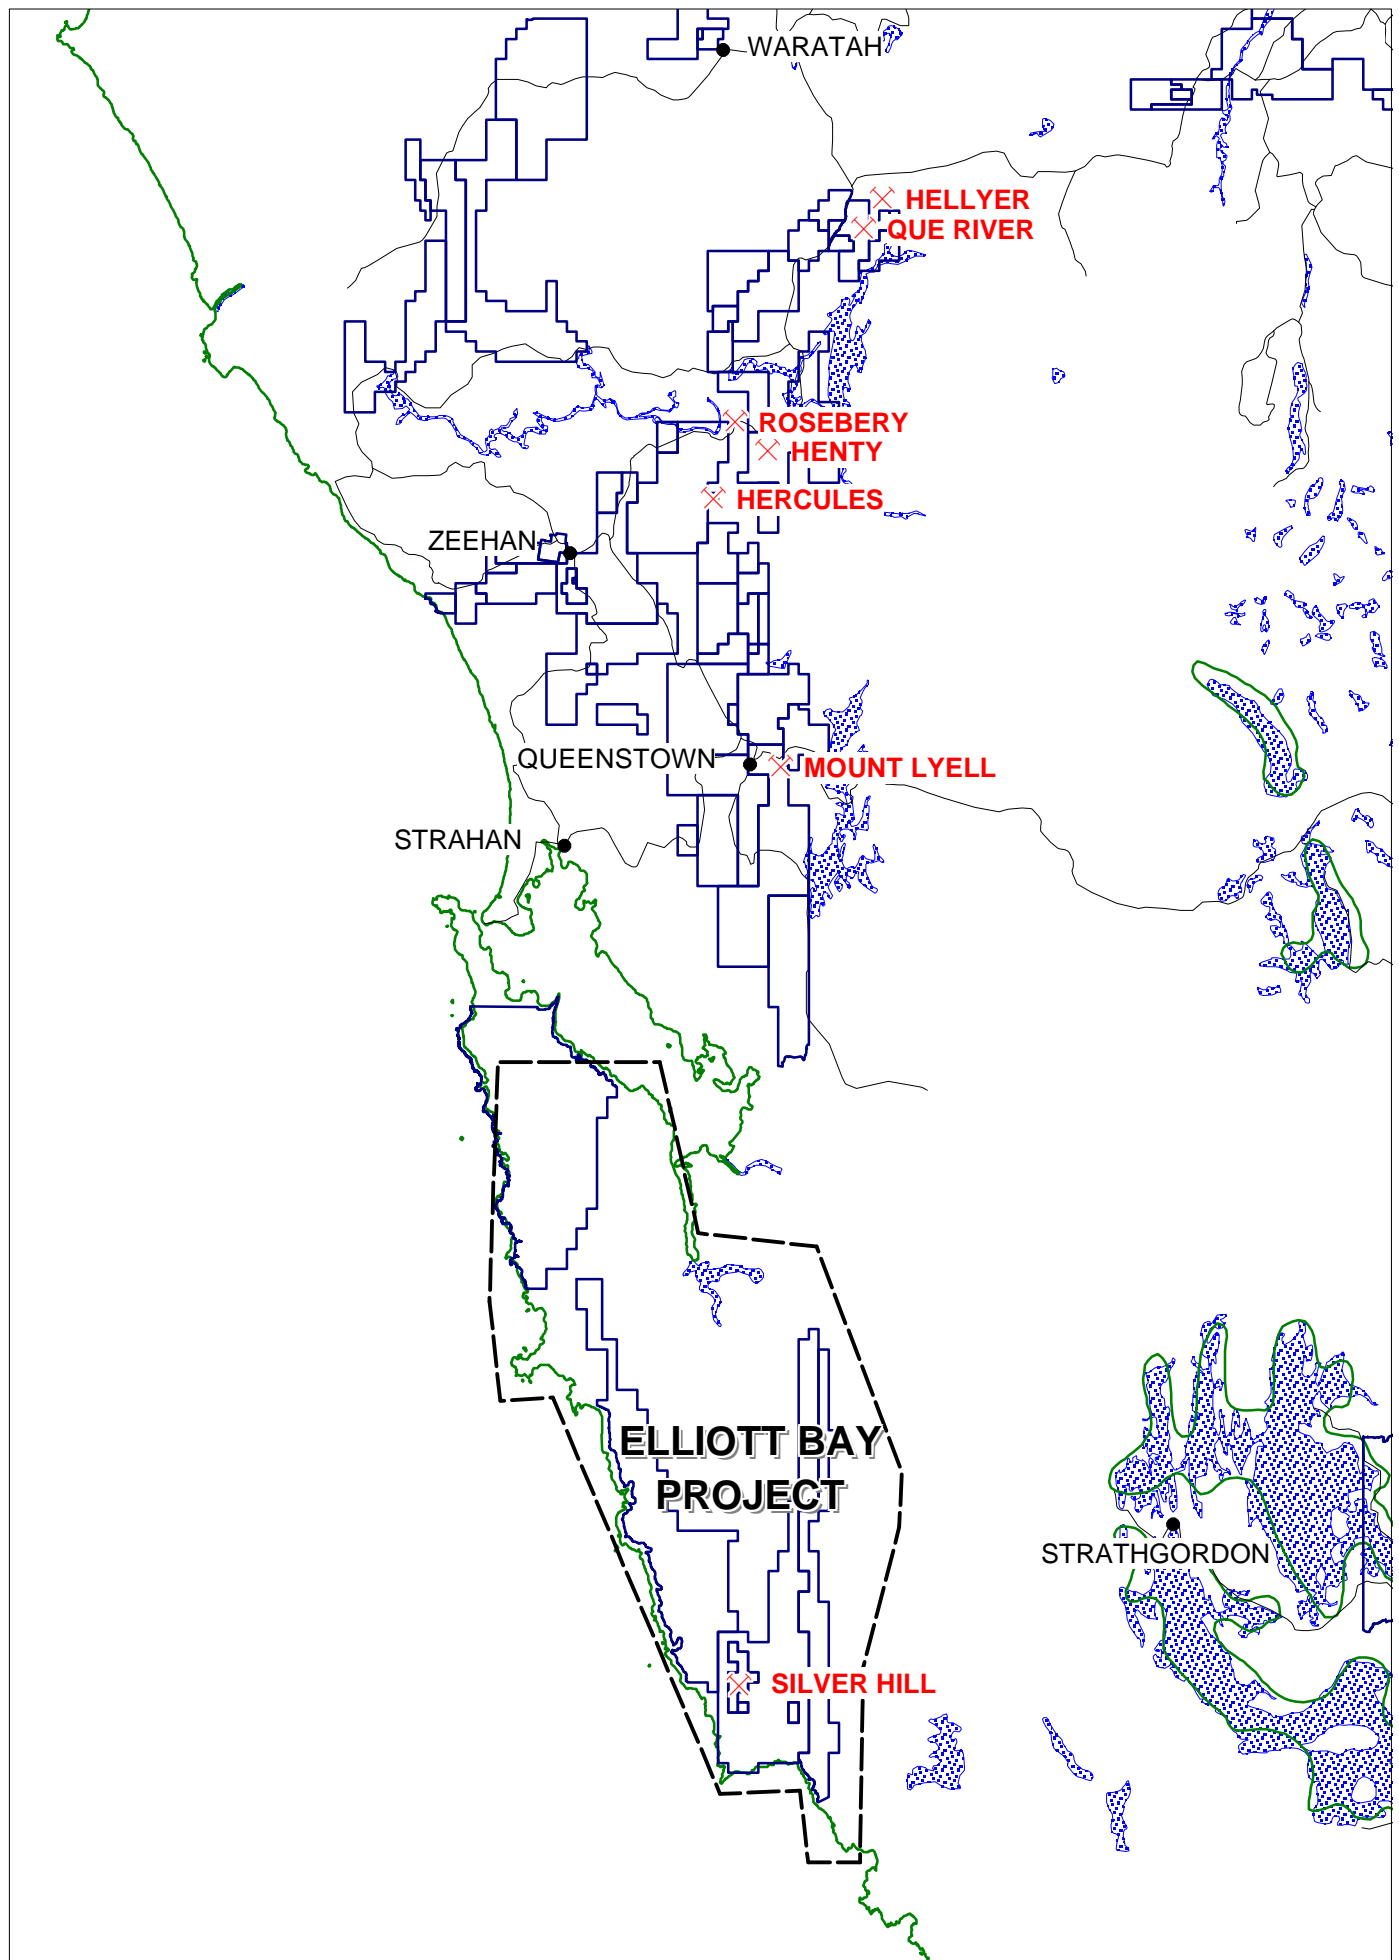 WARATAH
HELLYER
QUE RIVER
ROSEBERY
HENTY
HERCULES
ZEEHAN
QUEENSTOWN
MOUNT LYELL
STRAHAN
ELLIOTT BAY
PROJECT
STRATHGORDON
SILVER HILL